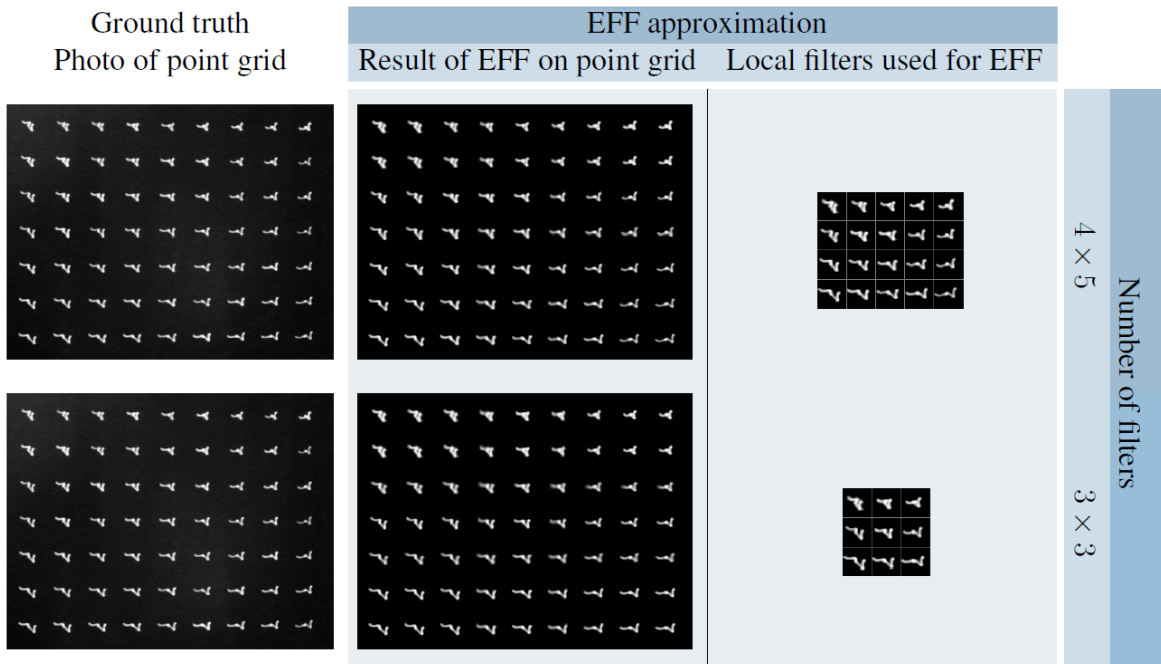 Ground truth
Photo of point grid
EFF approximation
Result of EFF on point grid
Local filters used for EFF
4 × 5
3 × 3
Number of filters